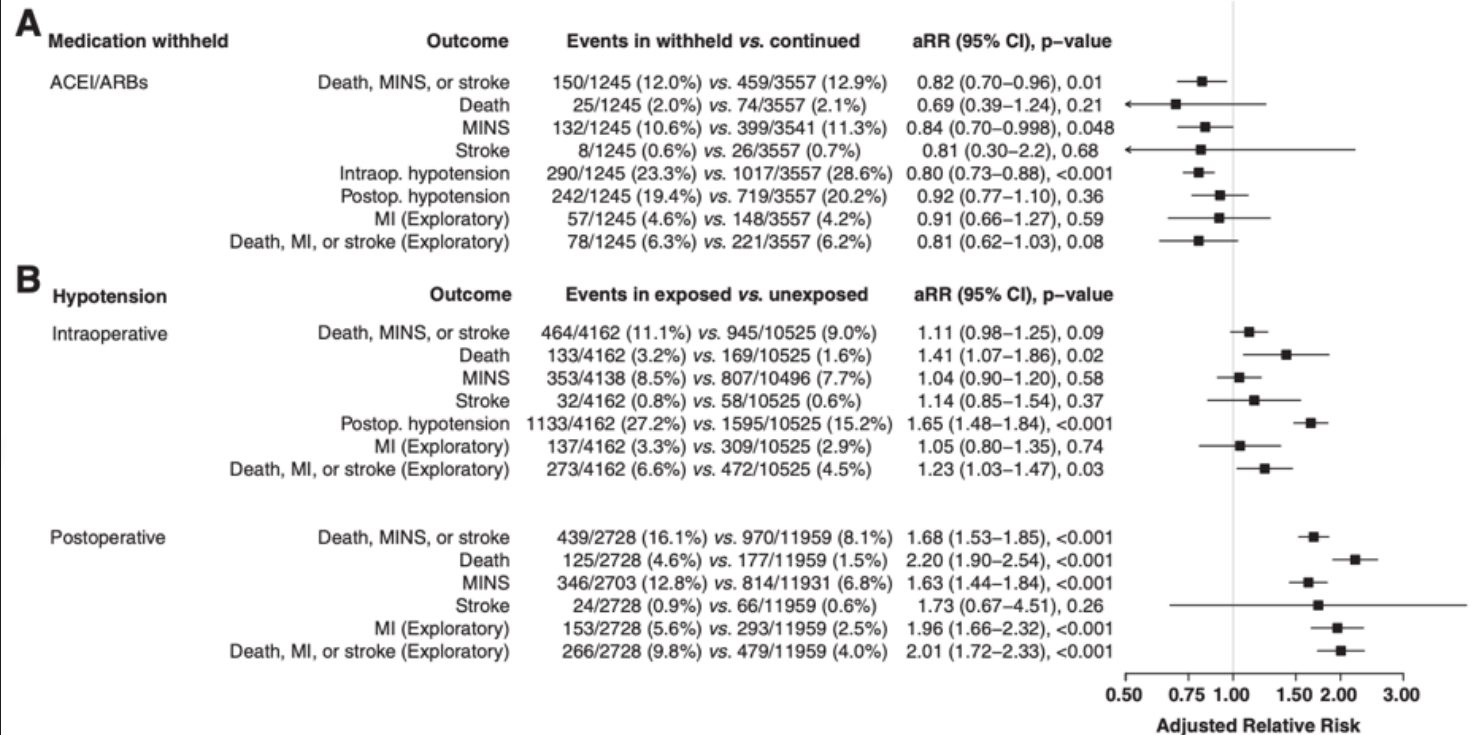 A
Medication withheld Outcome Events in withheld vs. continued aRR (95% CI), p−value
ACEI/ARBs Death, MINS, or stroke 150/1245 (12.0%) vs. 459/3557 (12.9%) 0.82 (0.70−0.96), 0.01
Death 25/1245 (2.0%) vs. 74/3557 (2.1%) 0.69 (0.39−1.24), 0.21
MINS 132/1245 (10.6%) vs. 399/3541 (11.3%) 0.84 (0.70−0.998), 0.048
Stroke 8/1245 (0.6%) vs. 26/3557 (0.7%) 0.81 (0.30−2.2), 0.68
Intraop. hypotension 290/1245 (23.3%) vs. 1017/3557 (28.6%) 0.80 (0.73−0.88), <0.001
Postop. hypotension 242/1245 (19.4%) vs. 719/3557 (20.2%) 0.92 (0.77−1.10), 0.36
MI (Exploratory) 57/1245 (4.6%) vs. 148/3557 (4.2%) 0.91 (0.66−1.27), 0.59
Death, MI, or stroke (Exploratory) 78/1245 (6.3%) vs. 221/3557 (6.2%) 0.81 (0.62−1.03), 0.08
B
Hypotension Outcome Events in exposed vs. unexposed aRR (95% CI), p−value
Intraoperative Death, MINS, or stroke 464/4162 (11.1%) vs. 945/10525 (9.0%) 1.11 (0.98−1.25), 0.09
Death 133/4162 (3.2%) vs. 169/10525 (1.6%) 1.41 (1.07−1.86), 0.02
MINS 353/4138 (8.5%) vs. 807/10496 (7.7%) 1.04 (0.90−1.20), 0.58
Stroke 32/4162 (0.8%) vs. 58/10525 (0.6%) 1.14 (0.85−1.54), 0.37
Postop. hypotension 1133/4162 (27.2%) vs. 1595/10525 (15.2%) 1.65 (1.48−1.84), <0.001
MI (Exploratory) 137/4162 (3.3%) vs. 309/10525 (2.9%) 1.05 (0.80−1.35), 0.74
Death, MI, or stroke (Exploratory) 273/4162 (6.6%) vs. 472/10525 (4.5%) 1.23 (1.03−1.47), 0.03
Postoperative Death, MINS, or stroke 439/2728 (16.1%) vs. 970/11959 (8.1%) 1.68 (1.53−1.85), <0.001
Death 125/2728 (4.6%) vs. 177/11959 (1.5%) 2.20 (1.90−2.54), <0.001
MINS 346/2703 (12.8%) vs. 814/11931 (6.8%) 1.63 (1.44−1.84), <0.001
Stroke 24/2728 (0.9%) vs. 66/11959 (0.6%) 1.73 (0.67−4.51), 0.26
MI (Exploratory) 153/2728 (5.6%) vs. 293/11959 (2.5%) 1.96 (1.66−2.32), <0.001
Death, MI, or stroke (Exploratory) 266/2728 (9.8%) vs. 479/11959 (4.0%) 2.01 (1.72−2.33), <0.001
0.50 0.75 1.00 1.50 2.00 3.00
Adjusted Relative Risk